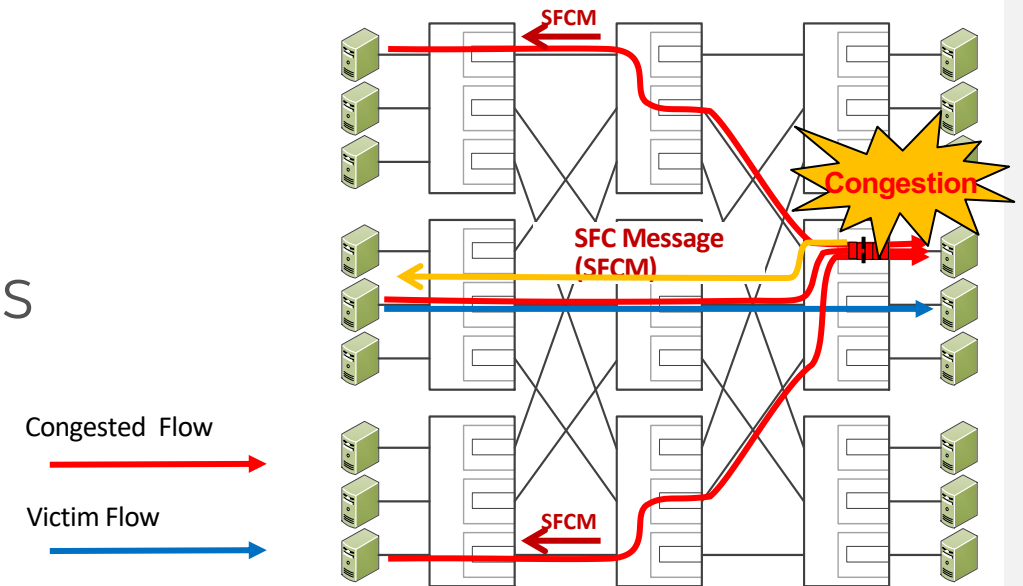 SFCM
Congestion
SFC Message
(SFCM)
S
Congested Flow
Victim Flow
SFCM